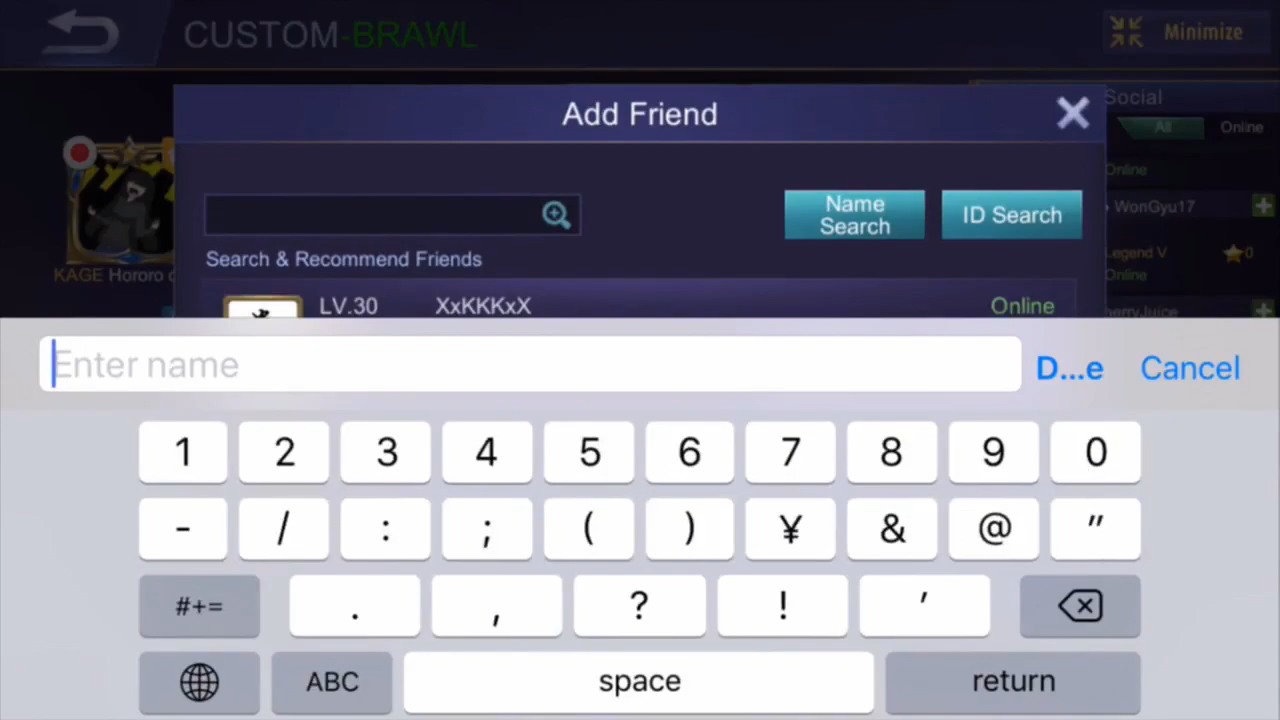 CUSTOM-BRAWL
Minimize
Add Friend
Social
All
Online
Name
Search
ID Search
Online
WonGyu17
Search & Recommend Friends
Legend V
0
Online
KAGE Hororo
LV.30
XxKKKxX
Online
Enter name
D...e
Cancel
1 2 3 4 5 6 7 8 9 0
- / : ; ( ) ¥ & @ "
#+= . , ? ! '
ABC
space
return